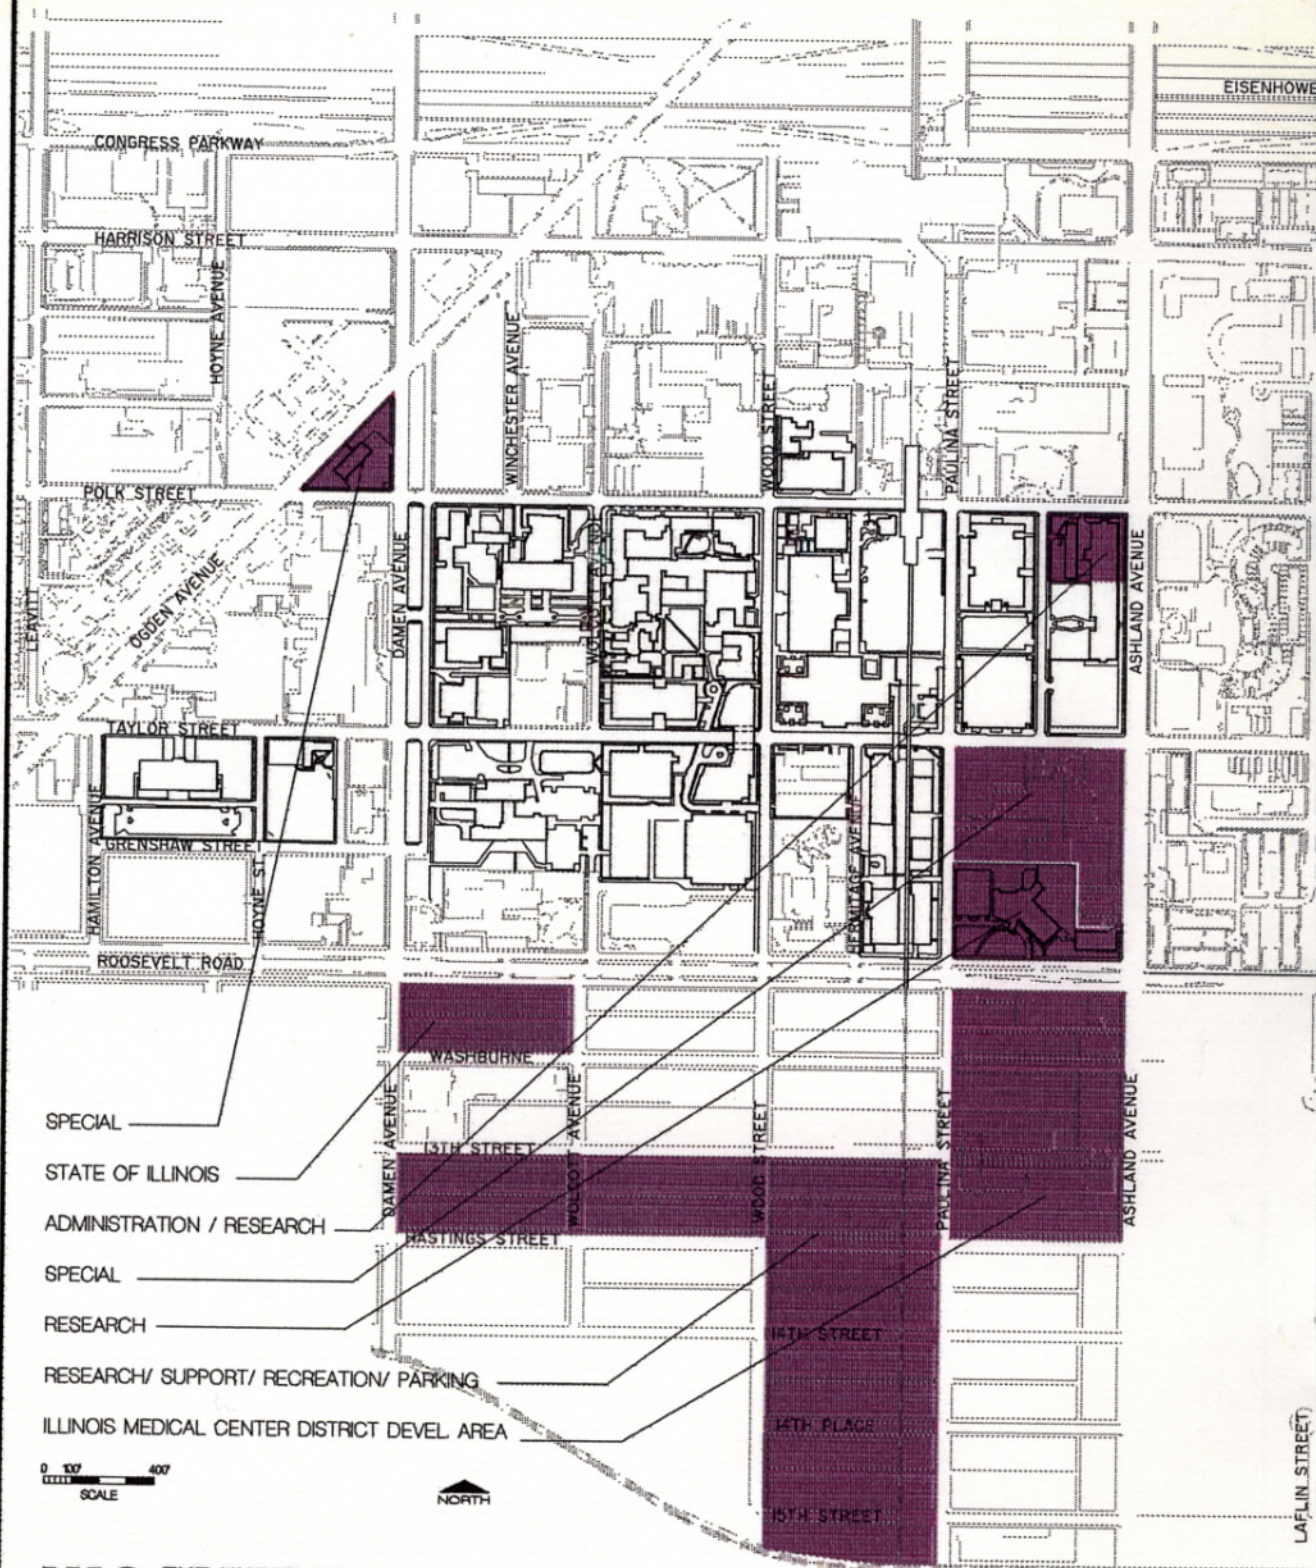 EISENHOWE
CONGRESS PARKWAY
HARRISON STREET
HOYNE AVENUE
WINCHESTER AVENUE
WOOD STREET
PAULINA STREET
POLK STREET
LEAVITT
OGDEN AVENUE
DAMEN AVENUE
ASHLAND AVENUE
TAYLOR STREET
HAMILTON AVENUE
GRENSHAW STREET
HOYNE ST
HERMITAGE AVENUE
ROOSEVELT ROAD
WASHBURNE
DAMEN AVENUE
WOLCOTT AVENUE
WOOD STREET
PAULINA STREET
ASHLAND AVENUE
13TH STREET
HASTINGS STREET
14TH STREET
14TH PLACE
15TH STREET
LAFLIN STREET
SPECIAL
STATE OF ILLINOIS
ADMINISTRATION / RESEARCH
SPECIAL
RESEARCH
RESEARCH/ SUPPORT/ RECREATION/ PARKING
ILLINOIS MEDICAL CENTER DISTRICT DEVEL AREA
0 100' 400'
SCALE
NORTH